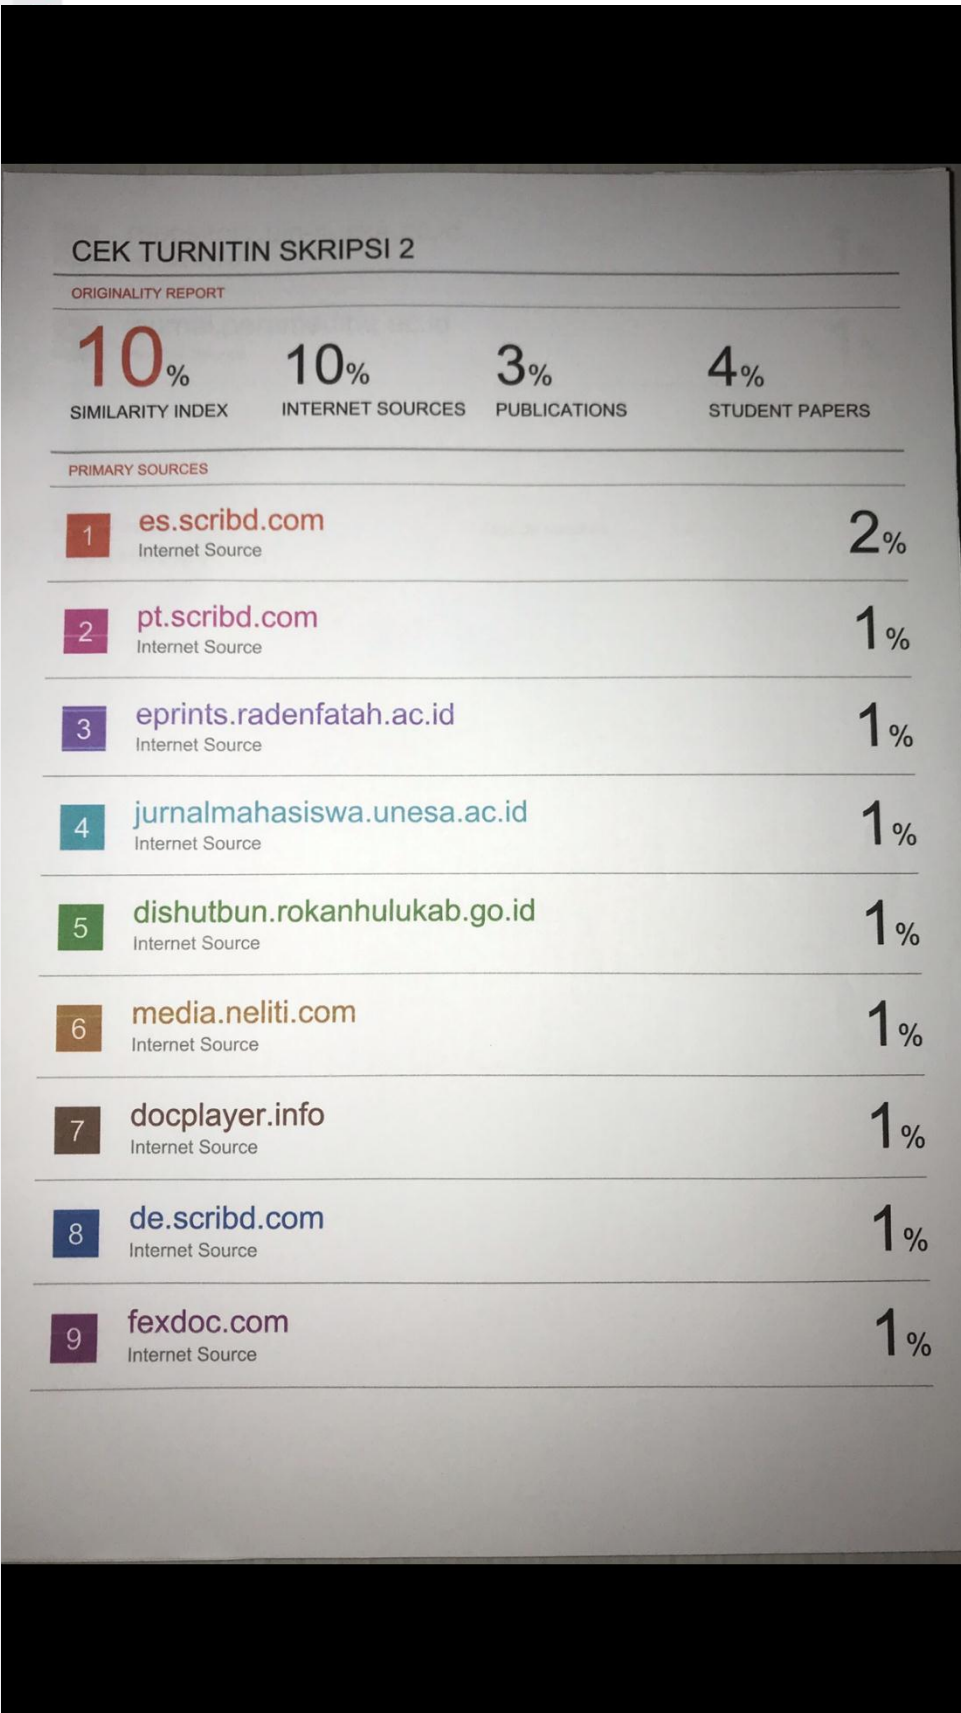 CEK TURNITIN SKRIPSI 2
ORIGINALITY REPORT
10% 10% 3% 4%
SIMILARITY INDEX INTERNET SOURCES PUBLICATIONS STUDENT PAPERS
PRIMARY SOURCES
1 es.scribd.com 2%
Internet Source
2 pt.scribd.com 1%
Internet Source
3 eprints.radenfatah.ac.id 1%
Internet Source
4 jurnalmahasiswa.unesa.ac.id 1%
Internet Source
5 dishutbun.rokanhulukab.go.id 1%
Internet Source
6 media.neliti.com 1%
Internet Source
7 docplayer.info 1%
Internet Source
8 de.scribd.com 1%
Internet Source
9 fexdoc.com 1%
Internet Source